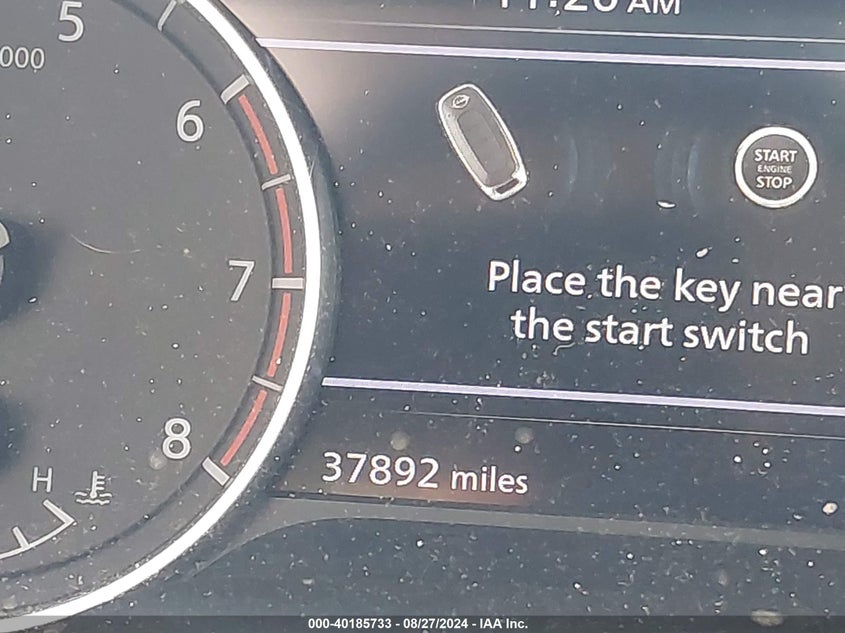 AM
5
000
6
START
ENGINE
STOP
7
Place the key near
the start switch
8
37892 miles
H
000-40185733 - 08/27/2024 - IAA Inc.